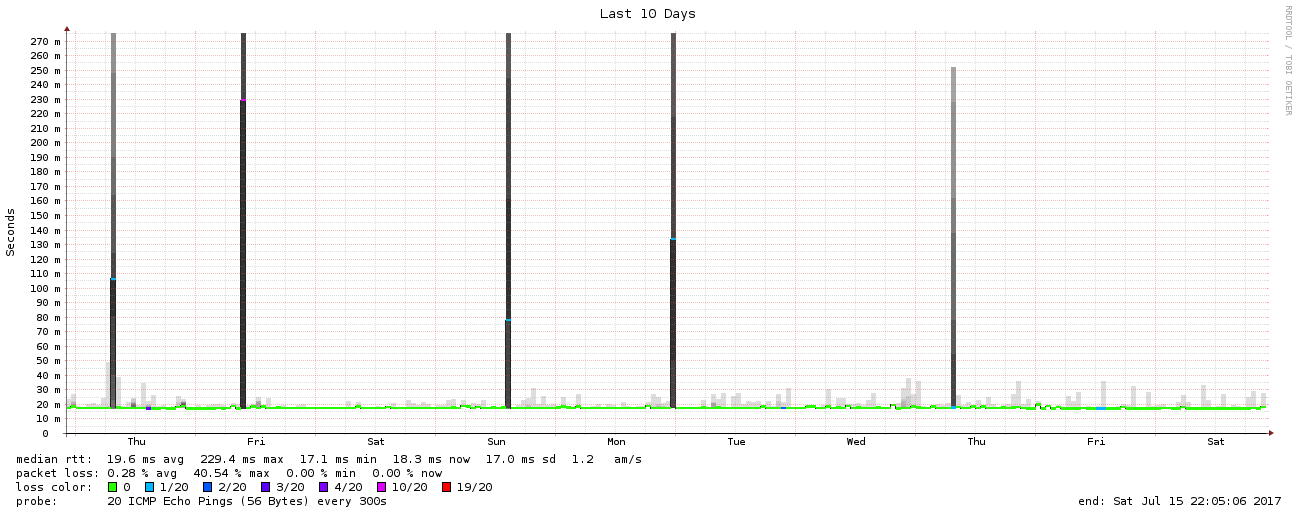 Last 10 Days
RRDTOOL / TOBI OETIKER
Seconds
270 m
260 m
250 m
240 m
230 m
220 m
210 m
200 m
190 m
180 m
170 m
160 m
150 m
140 m
130 m
120 m
110 m
100 m
90 m
80 m
70 m
60 m
50 m
40 m
30 m
20 m
10 m
0
Thu Fri Sat Sun Mon Tue Wed Thu Fri Sat
median rtt: 19.6 ms avg 229.4 ms max 17.1 ms min 18.3 ms now 17.0 ms sd 1.2 am/s
packet loss: 0.28 % avg 40.54 % max 0.00 % min 0.00 % now
loss color: 0 1/20 2/20 3/20 4/20 10/20 19/20
probe: 20 ICMP Echo Pings (56 Bytes) every 300s end: Sat Jul 15 22:05:06 2017